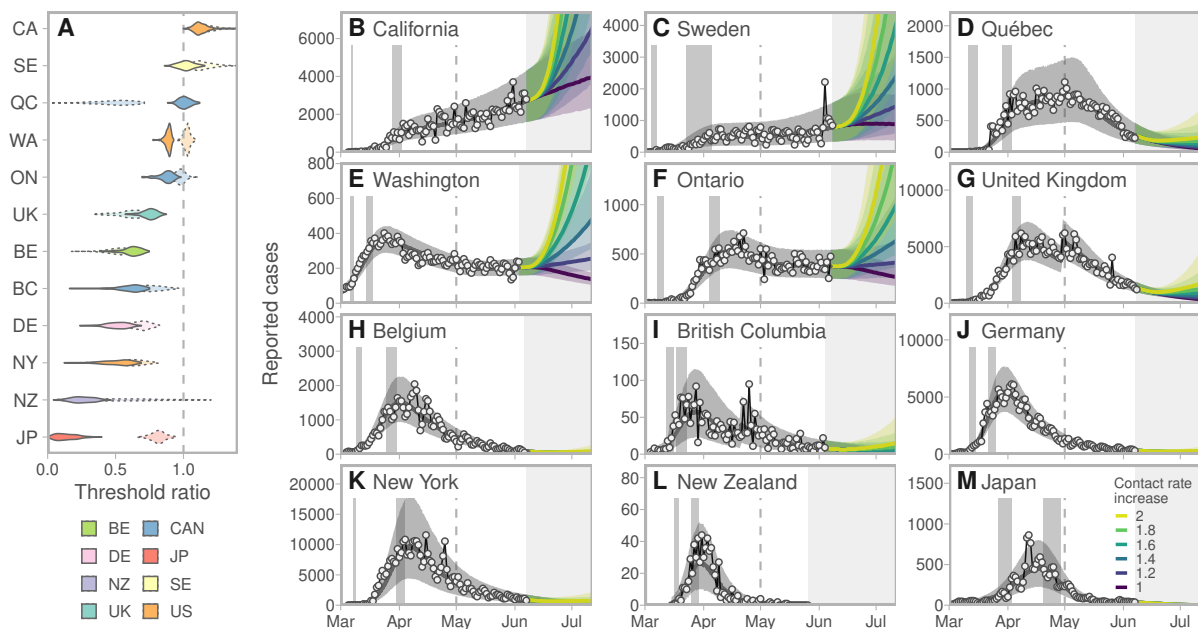 A
CA
SE
QC
WA
ON
UK
BE
BC
DE
NY
NZ
JP
0.0 0.5 1.0
Threshold ratio
BE CAN
DE JP
NZ SE
UK US
Reported cases
B California
6000
4000
2000
0
C Sweden
4000
3000
2000
1000
0
D Québec
2000
1500
1000
500
0
E Washington
800
600
400
200
0
F Ontario
1000
500
0
G United Kingdom
10000
5000
0
H Belgium
4000
3000
2000
1000
0
I British Columbia
150
100
50
0
J Germany
10000
5000
0
K New York
15000
10000
5000
0
Mar Apr May Jun Jul
L New Zealand
80
60
40
20
0
Mar Apr May Jun Jul
M Japan
1500
1000
500
0
Mar Apr May Jun Jul
Contact rate
increase
2
1.8
1.6
1.4
1.2
1